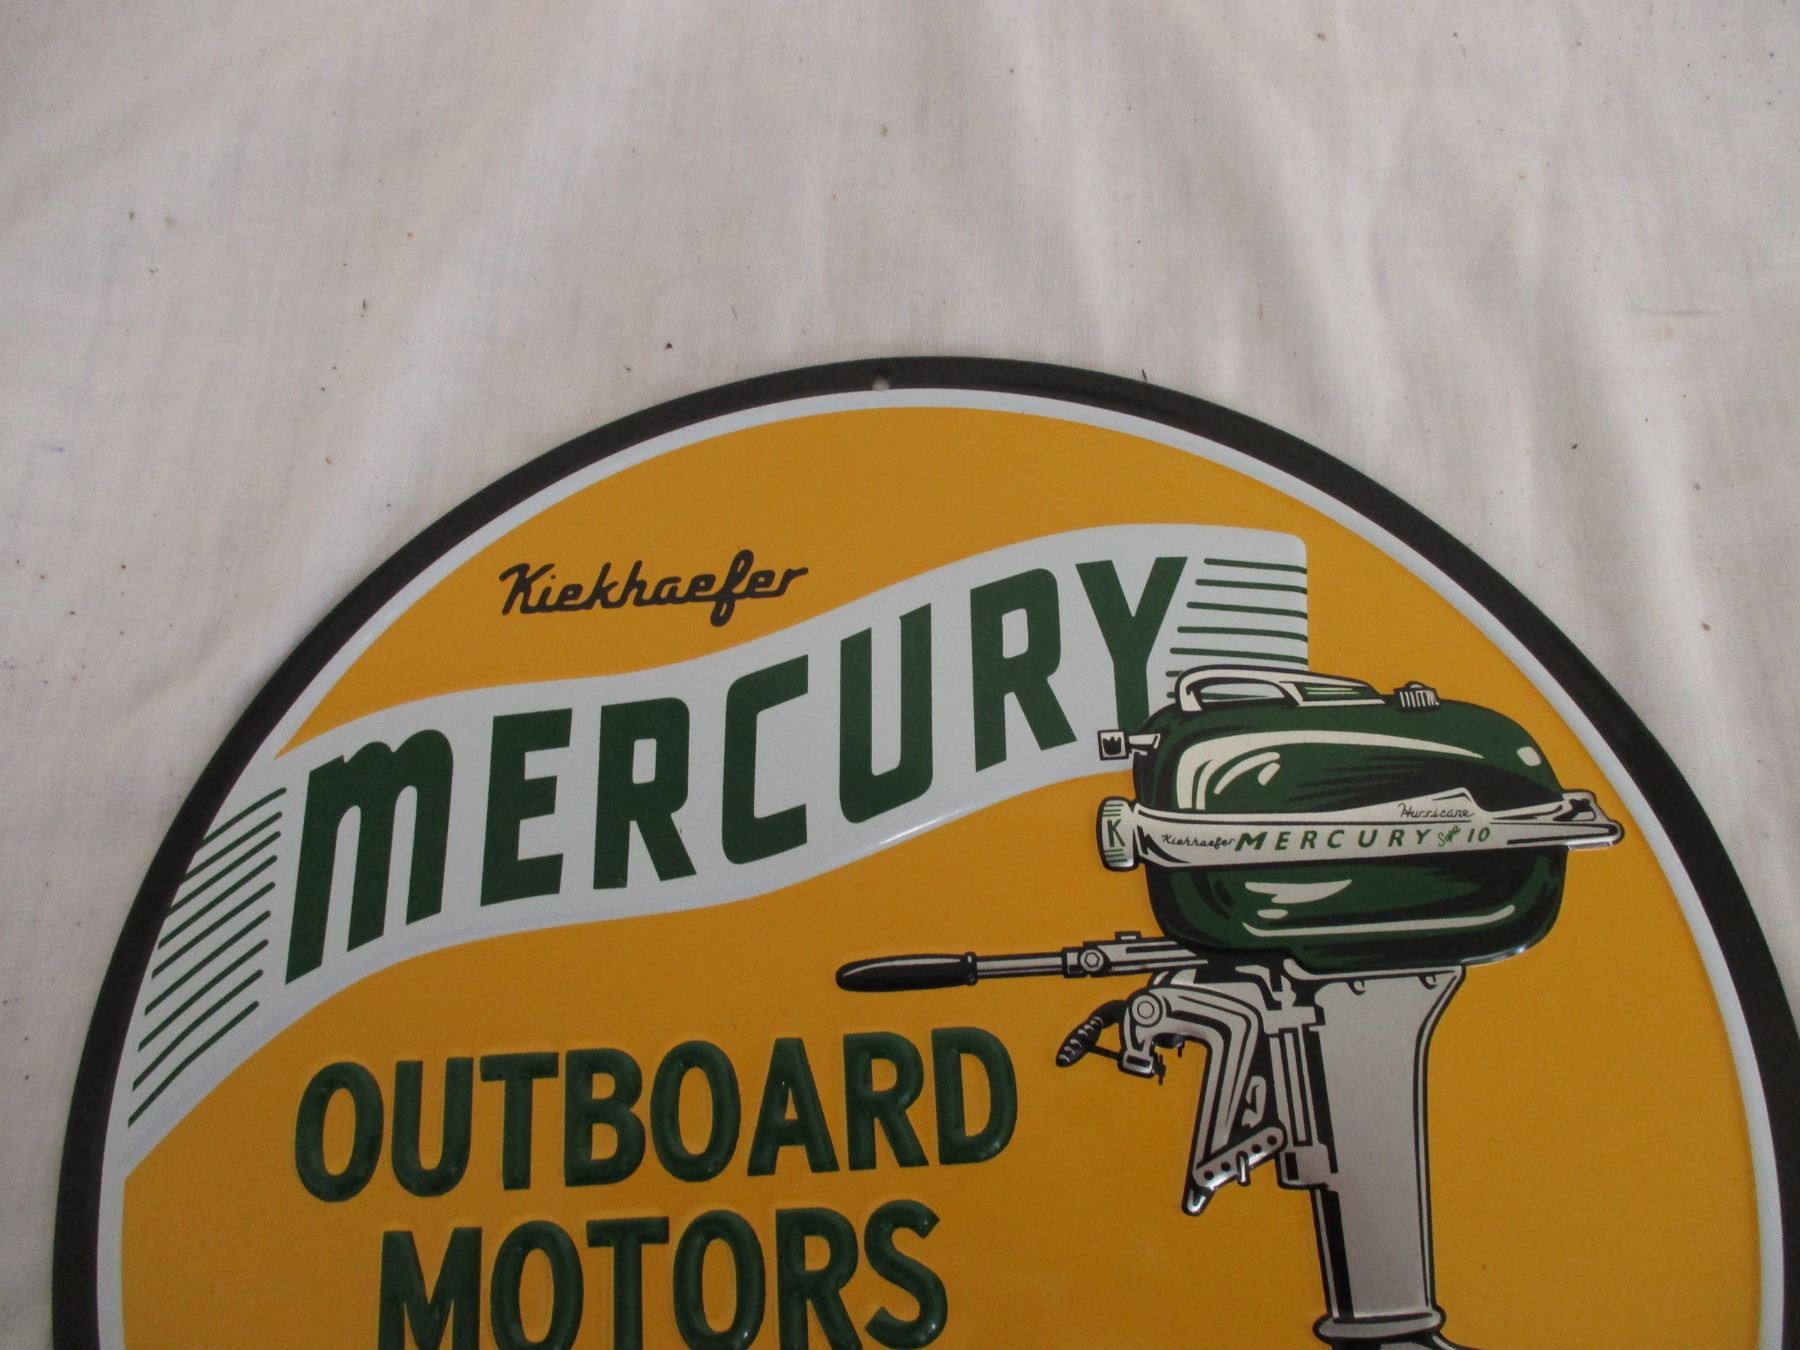 Kiekhaefer
MERCURY
Hurricane
K
Kiekhaefer MERCURY Super 10
OUTBOARD
MOTORS